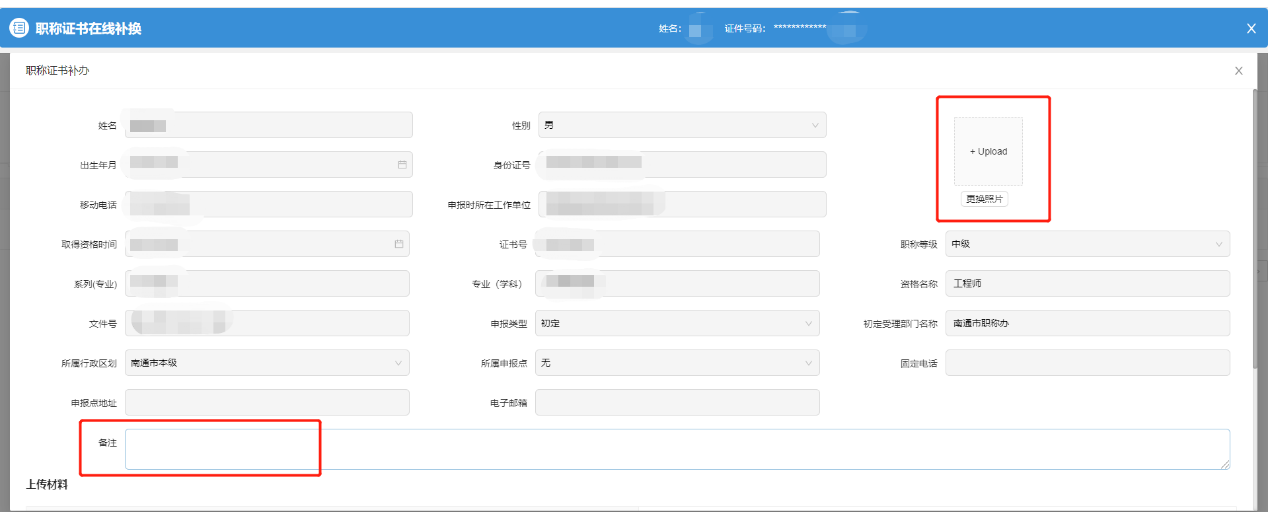 职称证书在线补换 姓名： 证件号码： ************ X
职称证书补办 X
姓名 性别 男
+ Upload
出生年月 身份证号
更换照片
移动电话 申报时所在工作单位
取得资格时间 证书号 职称等级 中级
系列(专业) 专业（学科） 资格名称 工程师
文件号 申报类型 初定 初定受理部门名称 南通市职称办
所属行政区划 南通市本级 所属申报点 无 固定电话
申报点地址 电子邮箱
备注
上传材料